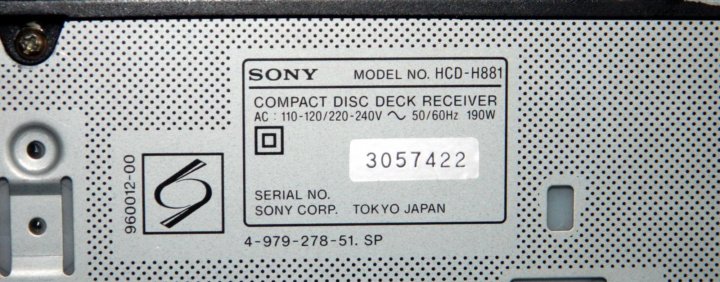 SONY MODEL NO. HCD-H881
COMPACT DISC DECK RECEIVER
AC : 110-120/220-240V ∼ 50/60Hz 190W
3057422
SERIAL NO.
SONY CORP. TOKYO JAPAN
960012-00
4-979-278-51. SP